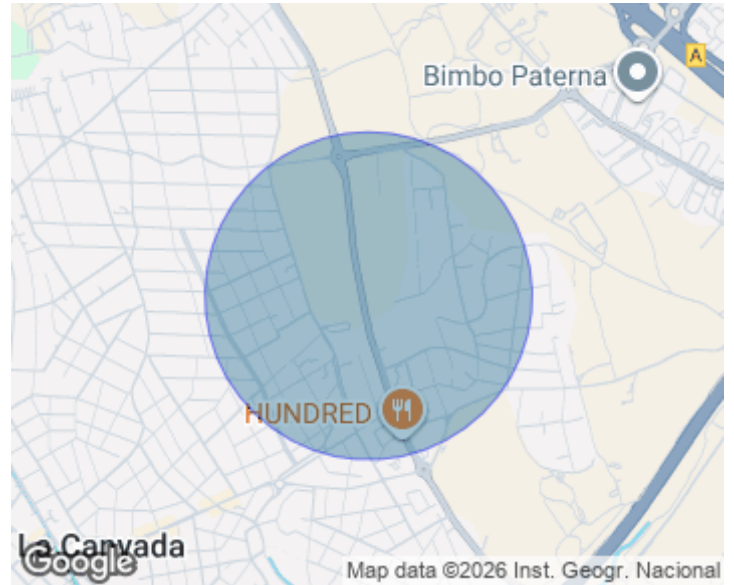 A
Bimbo Paterna
HUNDRED
La Canyada
Google
Map data ©2026 Inst. Geogr. Nacional